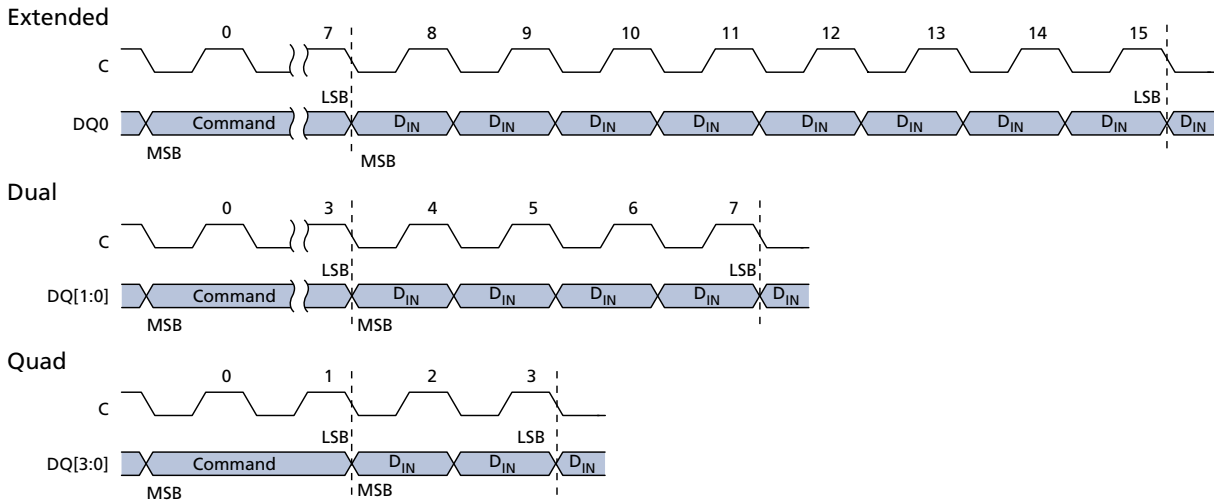 Extended
0 7 8 9 10 11 12 13 14 15
C
LSB LSB
DQ0 Command DIN DIN DIN DIN DIN DIN DIN DIN DIN
MSB MSB
Dual
0 3 4 5 6 7
C
LSB LSB
DQ[1:0] Command DIN DIN DIN DIN DIN
MSB MSB
Quad
0 1 2 3
C
LSB LSB
DQ[3:0] Command DIN DIN DIN
MSB MSB